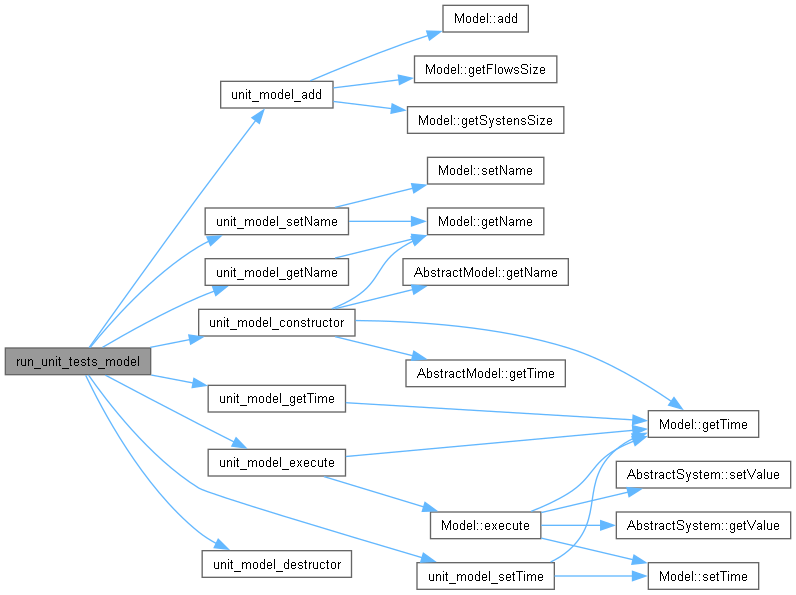 Model::add
Model::getFlowsSize
unit_model_add
Model::getSystensSize
Model::setName
unit_model_setName
Model::getName
unit_model_getName
AbstractModel::getName
unit_model_constructor
run_unit_tests_model
AbstractModel::getTime
unit_model_getTime
Model::getTime
unit_model_execute
AbstractSystem::setValue
Model::execute
AbstractSystem::getValue
unit_model_destructor
unit_model_setTime
Model::setTime